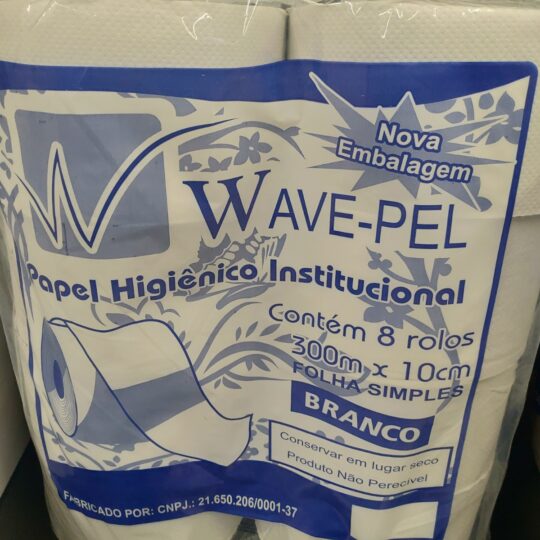 Nova
Embalagem
WAVE-PEL
Papel Higiênico Institucional
Contém 8 rolos
300m x 10cm
FOLHA SIMPLES
BRANCO
Conservar em lugar seco
Produto Não Perecível
FABRICADO POR: CNPJ.: 21.650.206/0001-37